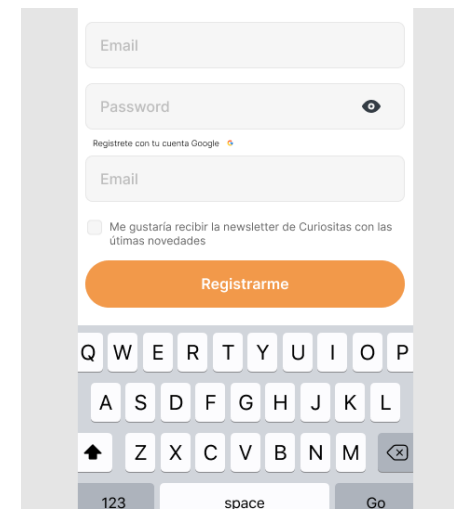 Email
Password
Registrete con tu cuenta Google
Email
Me gustaría recibir la newsletter de Curiositas con las
útimas novedades
Registrarme
Q W E R T Y U I O P
A S D F G H J K L
Z X C V B N M
123 space Go